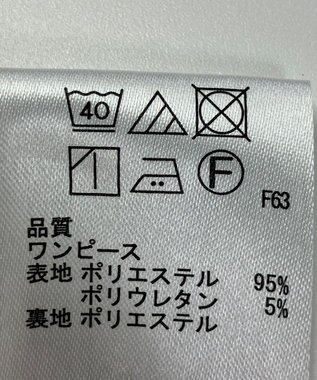 40
F
F63
品質
ワンピース
表地 ポリエステル 95%
ポリウレタン 5%
裏地 ポリエステル